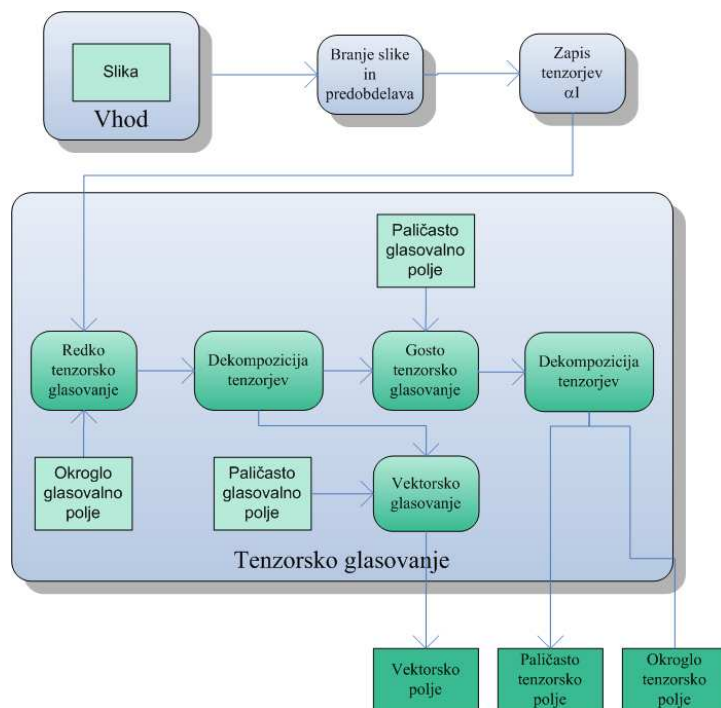 Slika
Vhod
Branje slike
in
predobdelava
Zapis
tenzorjev
αI
Paličasto
glasovalno
polje
Redko
tenzorsko
glasovanje
Dekompozicija
tenzorjev
Gosto
tenzorsko
glasovanje
Dekompozicija
tenzorjev
Okroglo
glasovalno
polje
Paličasto
glasovalno
polje
Vektorsko
glasovanje
Tenzorsko glasovanje
Vektorsko
polje
Paličasto
tenzorsko
polje
Okroglo
tenzorsko
polje